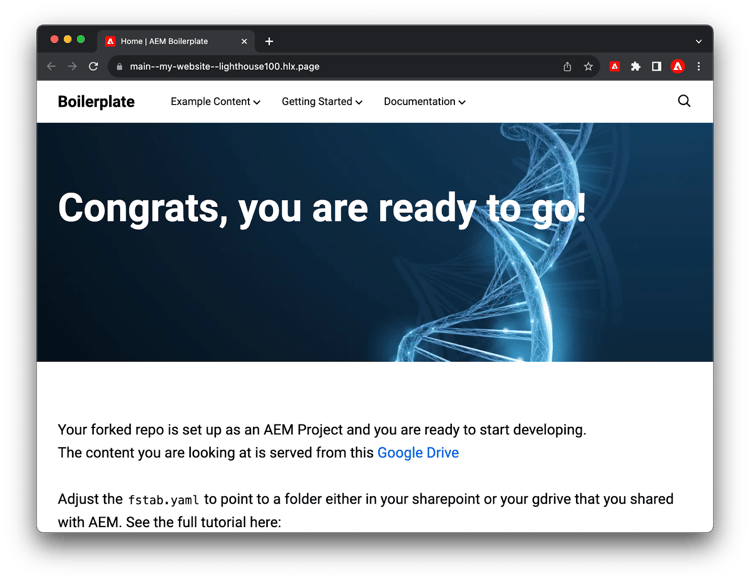 Home | AEM Boilerplate
main--my-website--lighthouse100.hlx.page
Boilerplate
Example Content
Getting Started
Documentation
Congrats, you are ready to go!
Your forked repo is set up as an AEM Project and you are ready to start developing.
The content you are looking at is served from this Google Drive
Adjust the fstab.yaml to point to a folder either in your sharepoint or your gdrive that you shared
with AEM. See the full tutorial here: